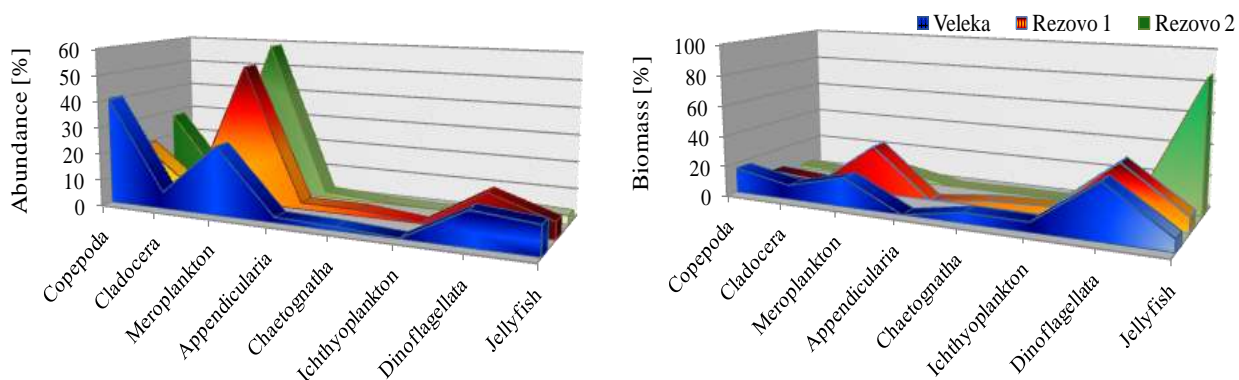 Abundance [%]
60
50
40
30
20
10
0
Copepoda
Cladocera
Meroplankton
Appendicularia
Chaetognatha
Ichthyoplankton
Dinoflagellata
Jellyfish
Veleka
Rezovo 1
Rezovo 2
Biomass [%]
100
80
60
40
20
0
Copepoda
Cladocera
Meroplankton
Appendicularia
Chaetognatha
Ichthyoplankton
Dinoflagellata
Jellyfish